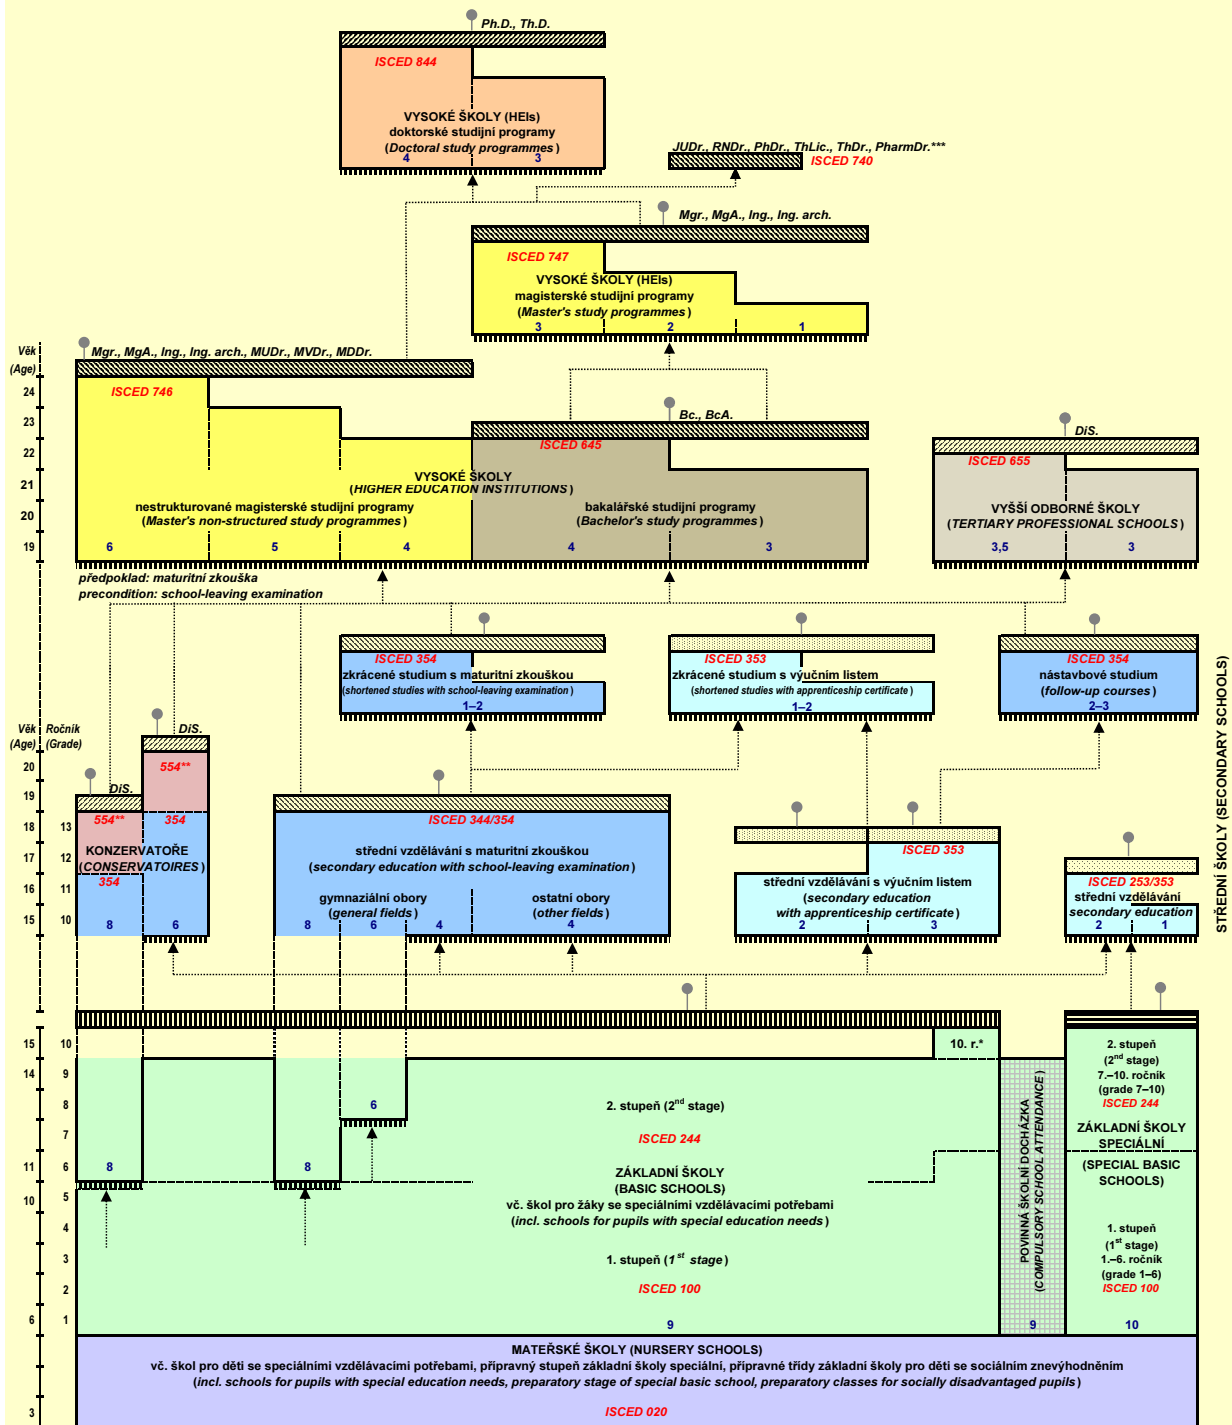 Ph.D., Th.D.
ISCED 844
VYSOKÉ ŠKOLY (HEIs)
doktorské studijní programy
(Doctoral study programmes)
4 3
JUDr., RNDr., PhDr., ThLic., ThDr., PharmDr.***
ISCED 740
Mgr., MgA., Ing., Ing. arch.
ISCED 747
VYSOKÉ ŠKOLY (HEIs)
magisterské studijní programy
(Master's study programmes)
3 2 1
Věk
(Age)
Mgr., MgA., Ing., Ing. arch., MUDr., MVDr., MDDr.
24
23
22
21
20
19
ISCED 746
Bc., BcA.
ISCED 645
VYSOKÉ ŠKOLY
(HIGHER EDUCATION INSTITUTIONS)
nestrukturované magisterské studijní programy
(Master's non-structured study programmes)
6 5 4
bakalářské studijní programy
(Bachelor's study programmes)
4 3
DiS.
ISCED 655
VYŠŠÍ ODBORNÉ ŠKOLY
(TERTIARY PROFESSIONAL SCHOOLS)
3,5 3
předpoklad: maturitní zkouška
precondition: school-leaving examination
ISCED 354
zkrácené studium s maturitní zkouškou
(shortened studies with school-leaving examination)
1–2
ISCED 353
zkrácené studium s výučním listem
(shortened studies with apprenticeship certificate)
1–2
ISCED 354
nástavbové studium
(follow-up courses)
2–3
STŘEDNÍ ŠKOLY (SECONDARY SCHOOLS)
Věk Ročník
(Age) (Grade)
20
19
18 13
17 12
16 11
15 10
DiS.
554**
DiS.
554** 354
KONZERVATOŘE
(CONSERVATOIRES)
354
8 6
ISCED 344/354
střední vzdělávání s maturitní zkouškou
(secondary education with school-leaving examination)
gymnaziální obory
(general fields)
ostatní obory
(other fields)
8 6 4 4
ISCED 353
střední vzdělávání s výučním listem
(secondary education
with apprenticeship certificate)
2 3
ISCED 253/353
střední vzdělávání
secondary education
2 1
15 10
14 9
8
7
11 6
10 5
4
3
2
6 1
3
10. r.*
8
8
6
2. stupeň (2nd stage)
ISCED 244
ZÁKLADNÍ ŠKOLY
(BASIC SCHOOLS)
vč. škol pro žáky se speciálními vzdělávacími potřebami
(incl. schools for pupils with special education needs)
1. stupeň (1st stage)
ISCED 100
9
POVINNÁ ŠKOLNÍ DOCHÁZKA
(COMPULSORY SCHOOL ATTENDANCE)
9
2. stupeň
(2nd stage)
7.–10. ročník
(grade 7–10)
ISCED 244
ZÁKLADNÍ ŠKOLY
SPECIÁLNÍ
(SPECIAL BASIC
SCHOOLS)
1. stupeň
(1st stage)
1.–6. ročník
(grade 1–6)
ISCED 100
10
MATEŘSKÉ ŠKOLY (NURSERY SCHOOLS)
vč. škol pro děti se speciálními vzdělávacími potřebami, přípravný stupeň základní školy speciální, přípravné třídy základní školy pro děti se sociálním znevýhodněním
(incl. schools for pupils with special education needs, preparatory stage of special basic school, preparatory classes for socially disadvantaged pupils)
ISCED 020